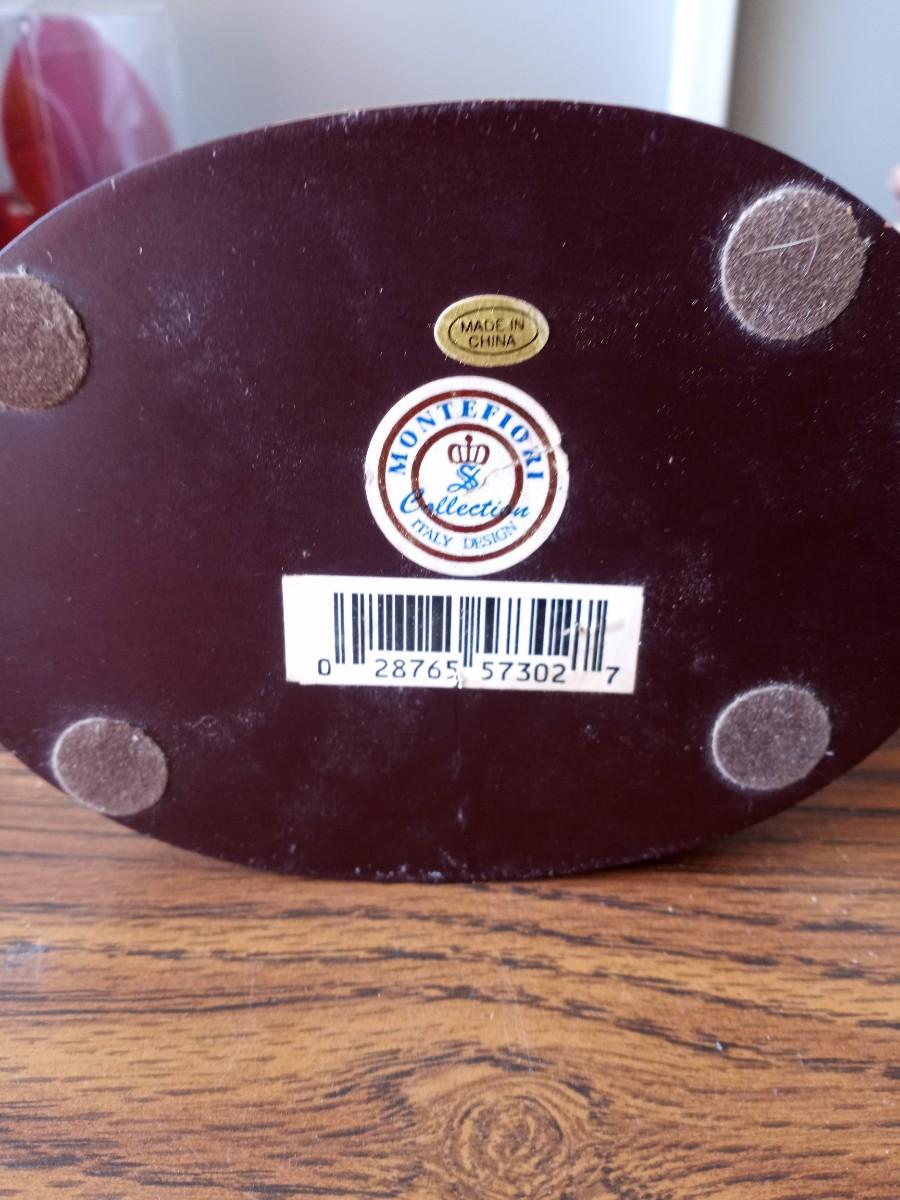 MADE IN
CHINA
MONTEFIORI
S
Collection
ITALY DESIGN
0 28765 57302 7